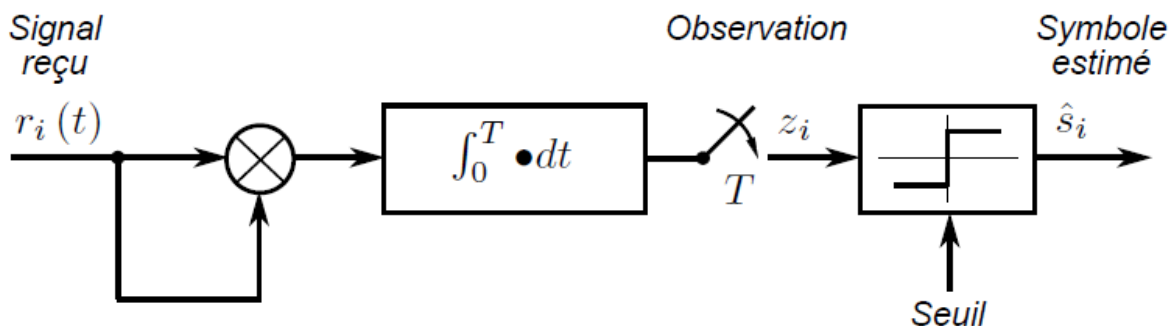 Signal
reçu
Observation
Symbole
estimé
r_i (t)
∫_0^T •dt
T
z_i
ŝ_i
Seuil